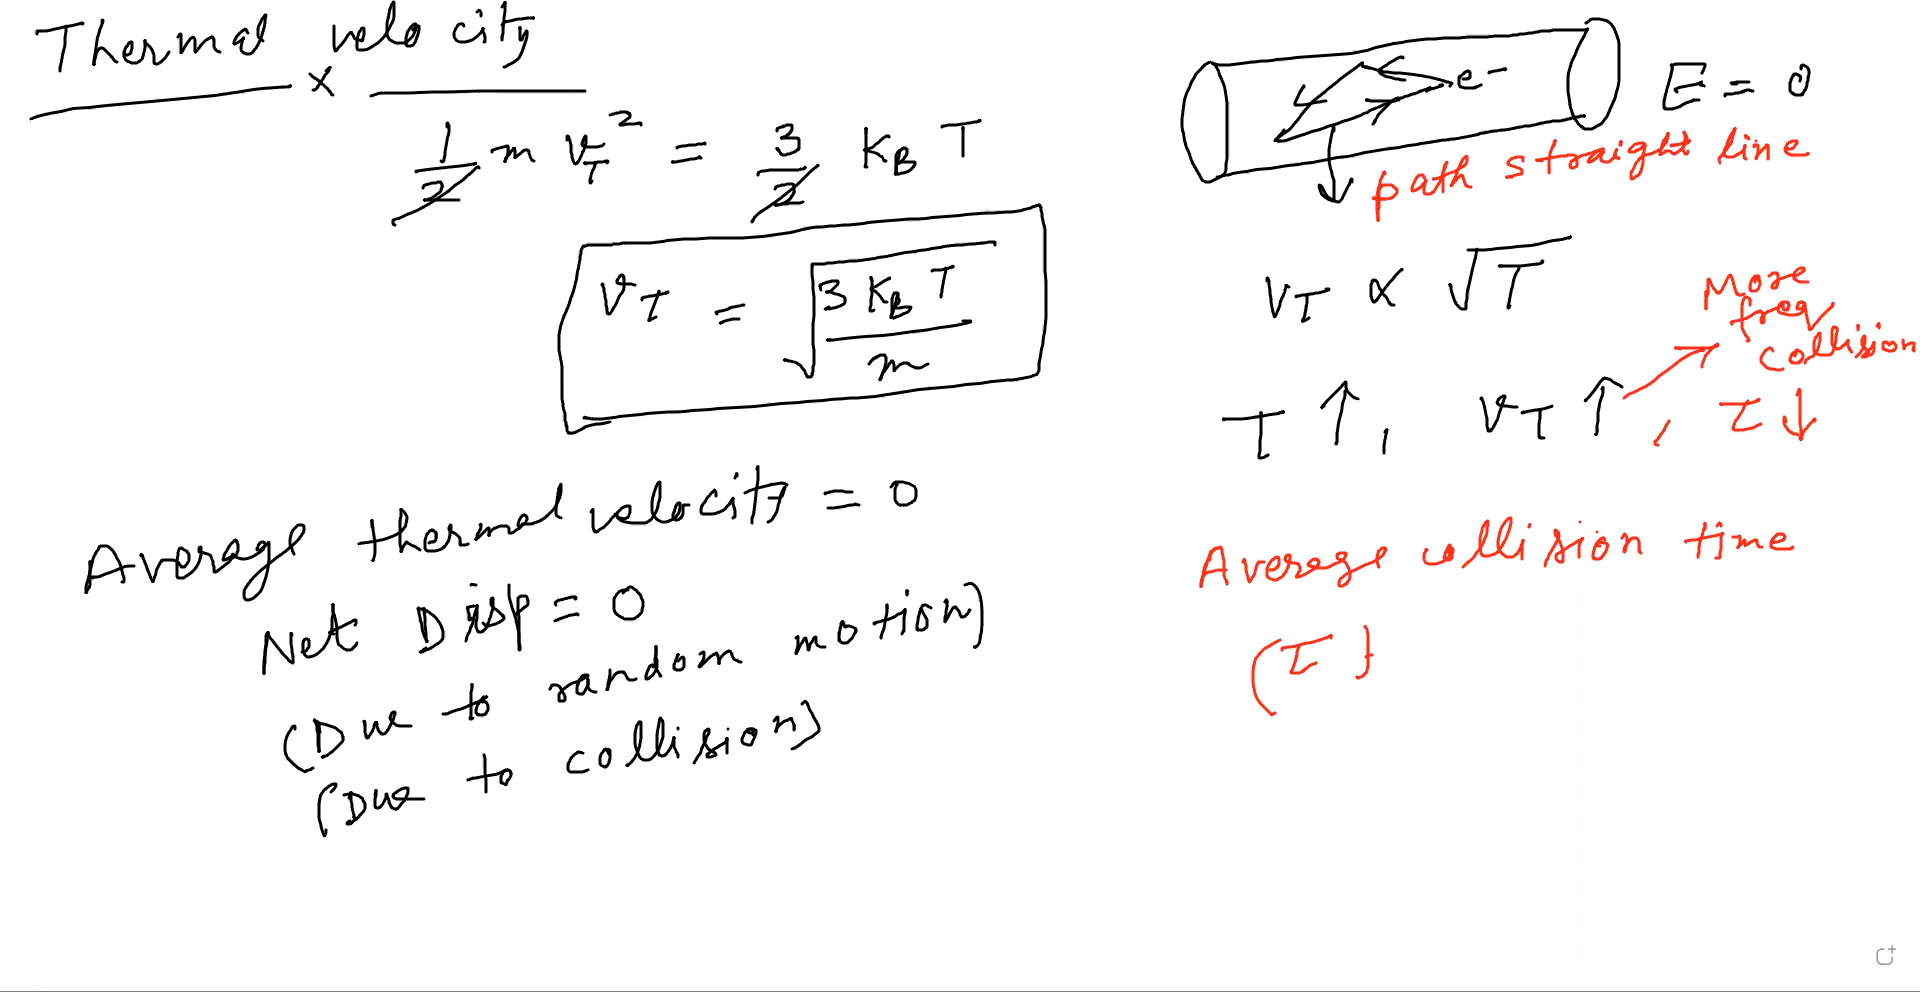 Thermal velocity
x
1/2 m v_T^2 = 3/2 K_B T
v_T = √(3 K_B T / m)
Average thermal velocity = 0
Net Disp = 0
(Due to random motion)
(Due to collision)
e-
E = 0
path straight line
v_T ∝ √T
More
freq
collision
T ↑, v_T ↑, τ ↓
Average collision time
(τ}